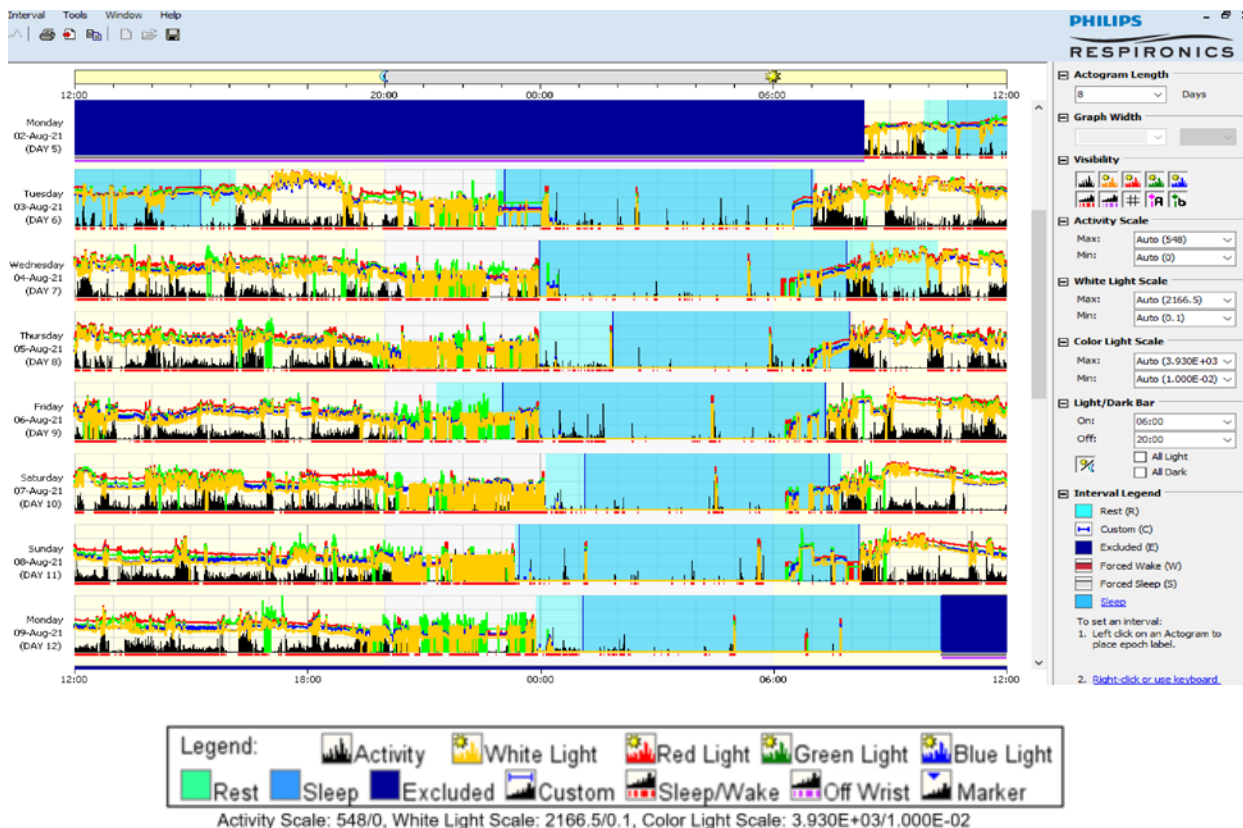 Interval Tools Window Help
PHILIPS
RESPIRONICS
12:00 20:00 00:00 06:00 12:00
Monday
02-Aug-21
(DAY 5)
Tuesday
03-Aug-21
(DAY 6)
Wednesday
04-Aug-21
(DAY 7)
Thursday
05-Aug-21
(DAY 8)
Friday
06-Aug-21
(DAY 9)
Saturday
07-Aug-21
(DAY 10)
Sunday
08-Aug-21
(DAY 11)
Monday
09-Aug-21
(DAY 12)
12:00 18:00 00:00 06:00 12:00
Actogram Length
8 Days
Graph Width
Visibility
Activity Scale
Max: Auto (548)
Min: Auto (0)
White Light Scale
Max: Auto (2166.5)
Min: Auto (0.1)
Color Light Scale
Max: Auto (3.930E+03
Min: Auto (1.000E-02)
Light/Dark Bar
On: 06:00
Off: 20:00
All Light
All Dark
Interval Legend
Rest (R)
Custom (C)
Excluded (E)
Forced Wake (W)
Forced Sleep (S)
Sleep
To set an interval:
1. Left click on an Actogram to
place epoch label.
2. Right-click or use keyboard
Legend: Activity White Light Red Light Green Light Blue Light
Rest Sleep Excluded Custom Sleep/Wake Off Wrist Marker
Activity Scale: 548/0, White Light Scale: 2166.5/0.1, Color Light Scale: 3.930E+03/1.000E-02